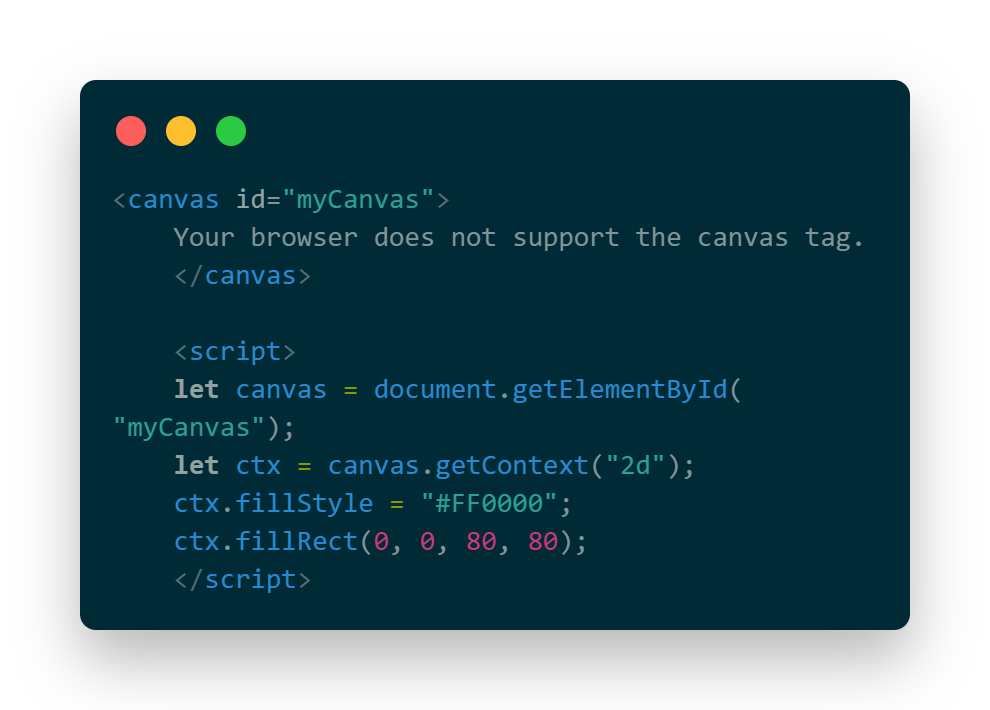 <canvas id="myCanvas">
    Your browser does not support the canvas tag.
    </canvas>

    <script>
    let canvas = document.getElementById(
"myCanvas");
    let ctx = canvas.getContext("2d");
    ctx.fillStyle = "#FF0000";
    ctx.fillRect(0, 0, 80, 80);
    </script>